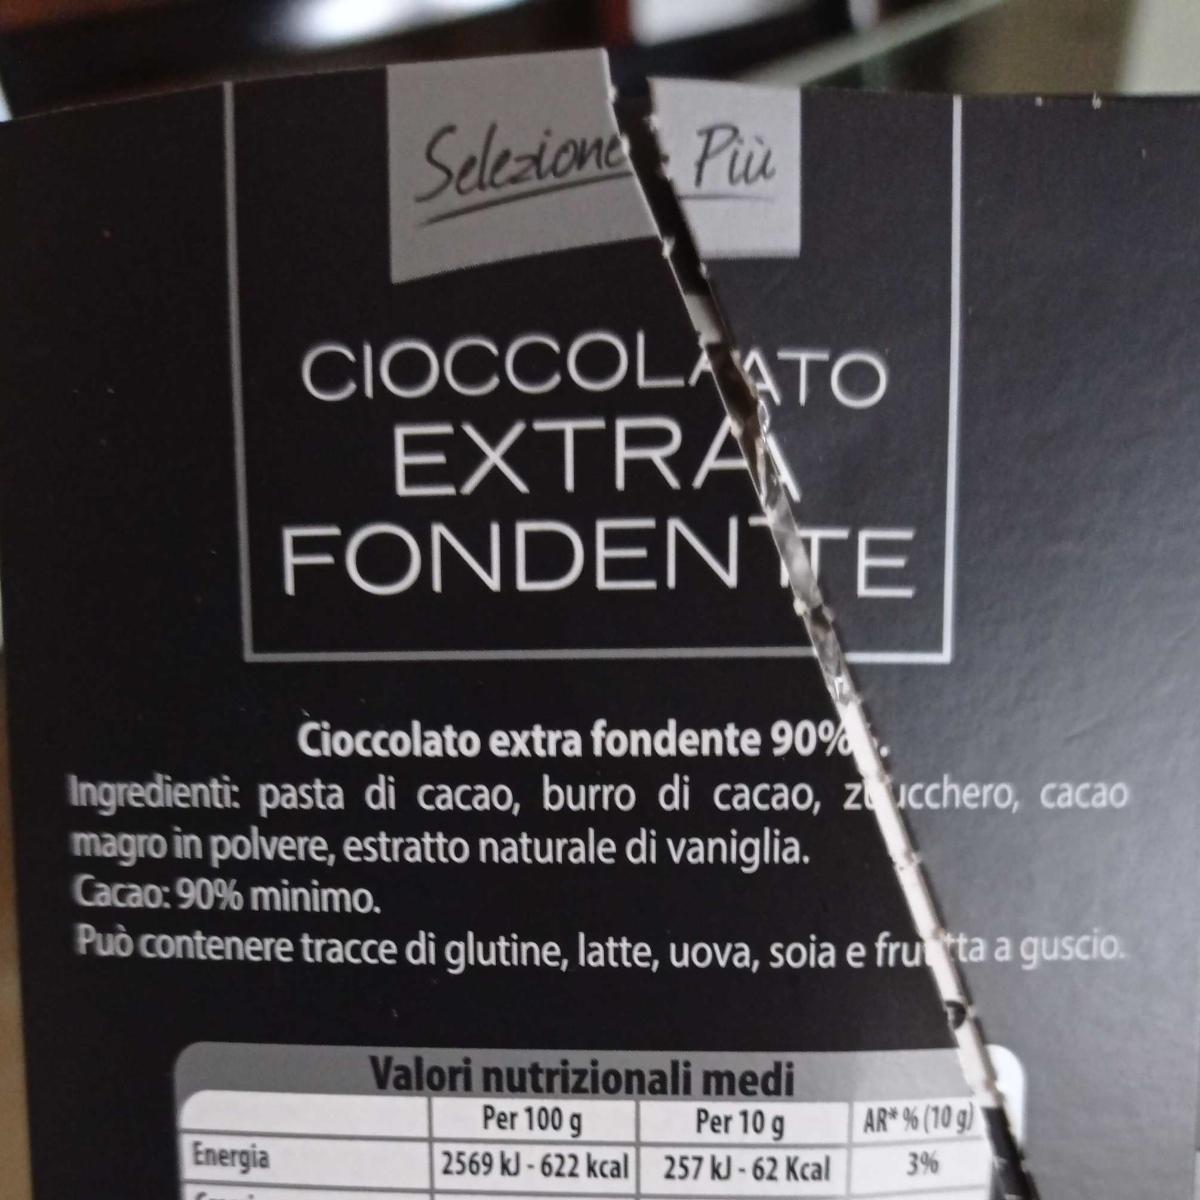 Selezione Più
CIOCCOLATO
EXTRA
FONDENTE
Cioccolato extra fondente 90%.
Ingredienti: pasta di cacao, burro di cacao, zucchero, cacao
magro in polvere, estratto naturale di vaniglia.
Cacao: 90% minimo.
Può contenere tracce di glutine, latte, uova, soia e frutta a guscio.
Valori nutrizionali medi
Per 100 g Per 10 g AR* % (10 g)
Energia 2569 kJ - 622 kcal 257 kJ - 62 Kcal 3%